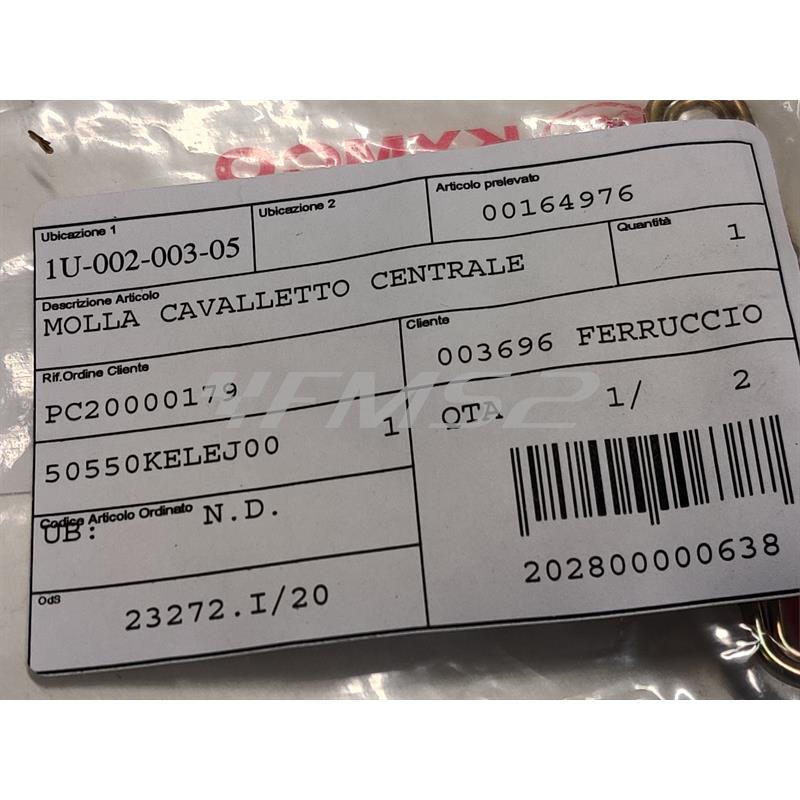 KYMCO
Ubicazione 1
1U-002-003-05
Ubicazione 2
Articolo prelevato
00164976
Descrizione Articolo
MOLLA CAVALLETTO CENTRALE
Quantità
1
Rif.Ordine Cliente
PC20000179
Cliente
003696 FERRUCCIO
1
QTA 1/ 2
50550KELEJ00
Codice Articolo Ordinato
UB: N.D.
OdS
23272.I/20
202800000638
YFMS2